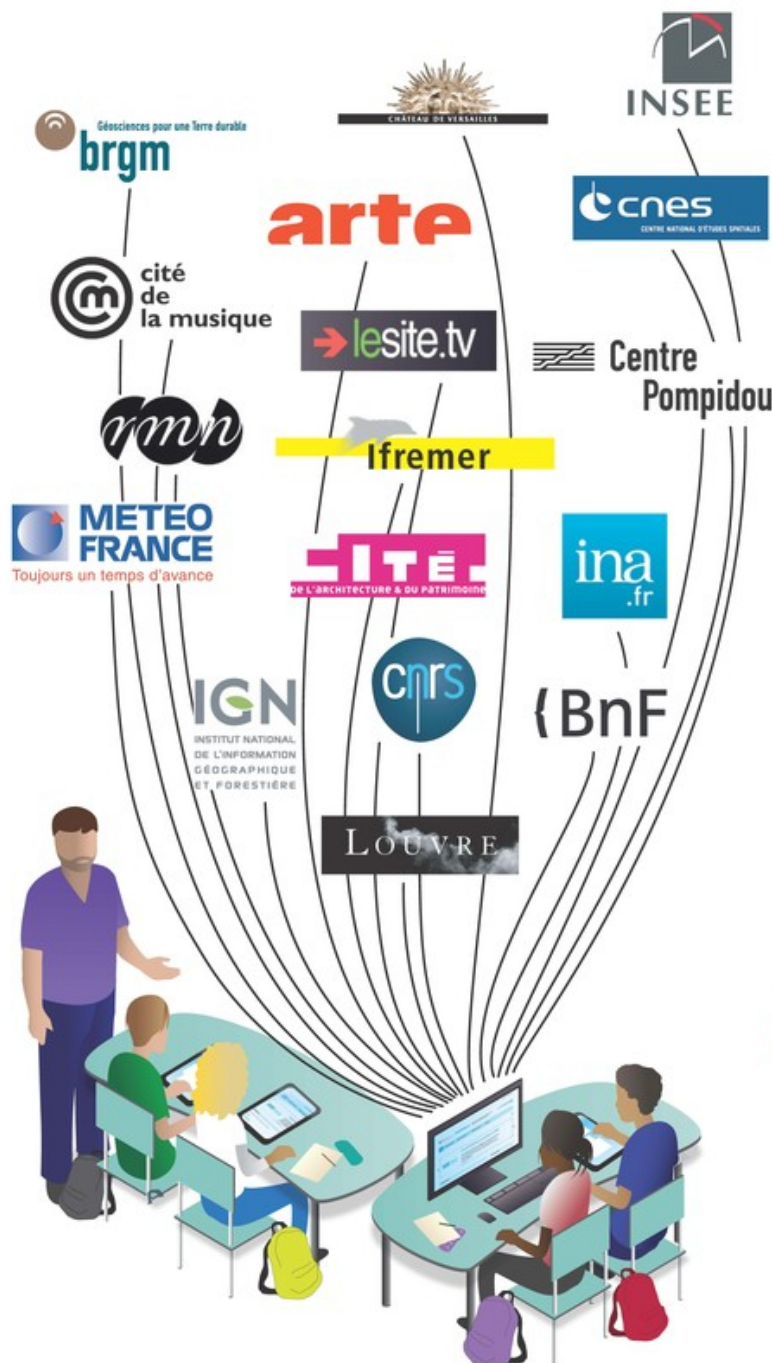 INSEE
CHÂTEAU DE VERSAILLES
Géosciences pour une Terre durable
brgm
arte
cnes
CENTRE NATIONAL D'ÉTUDES SPATIALES
cité
de
la musique
lesite.tv
Centre
Pompidou
rmn
Ifremer
METEO
FRANCE
Toujours un temps d'avance
CITÉ
DE L'ARCHITECTURE & DU PATRIMOINE
ina
.fr
cnrs
IGN
INSTITUT NATIONAL
DE L'INFORMATION
GÉOGRAPHIQUE
ET FORESTIÈRE
{BnF
LOUVRE